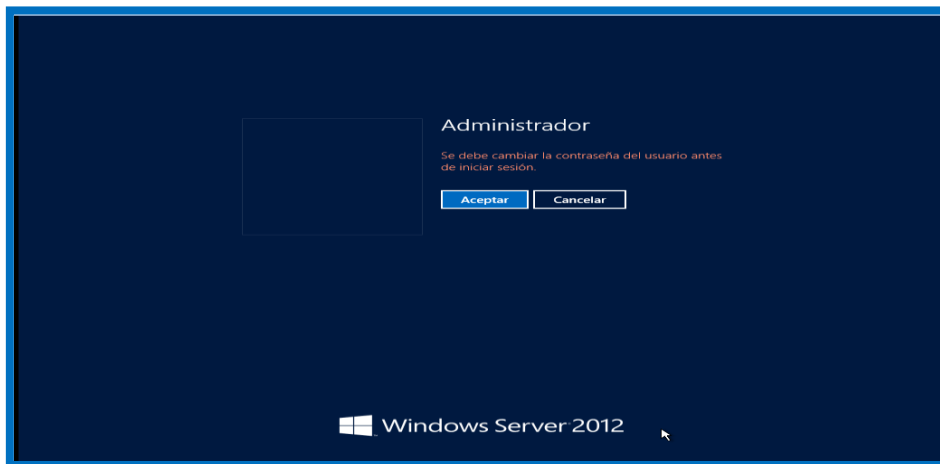 Administrador
Se debe cambiar la contraseña del usuario antes
de iniciar sesión.
Aceptar
Cancelar
Windows Server 2012